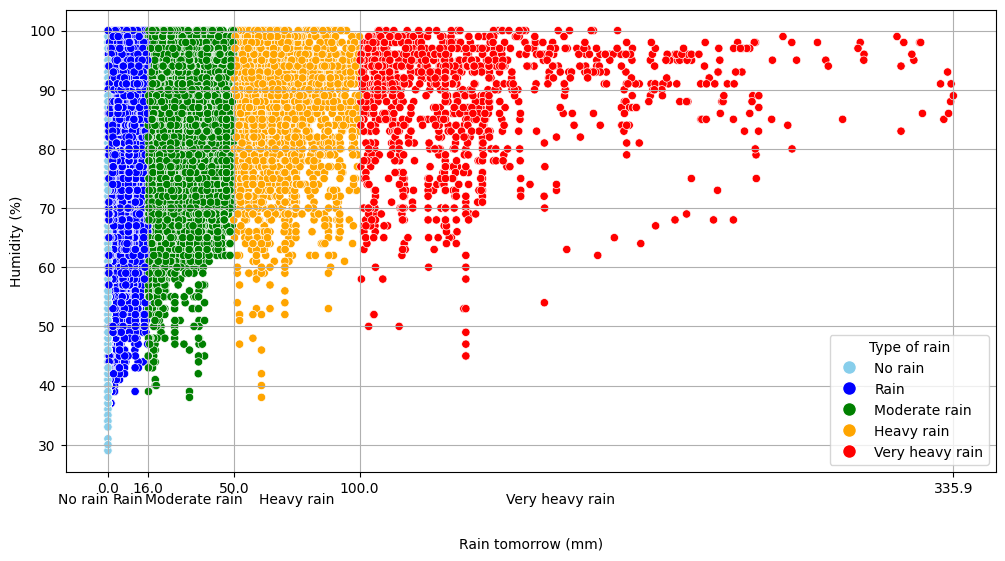 100
90
80
70
60
50
40
30
Humidity (%)
Type of rain
No rain
Rain
Moderate rain
Heavy rain
Very heavy rain
0.0 16.0 50.0 100.0 335.9
No rain Rain Moderate rain Heavy rain Very heavy rain
Rain tomorrow (mm)